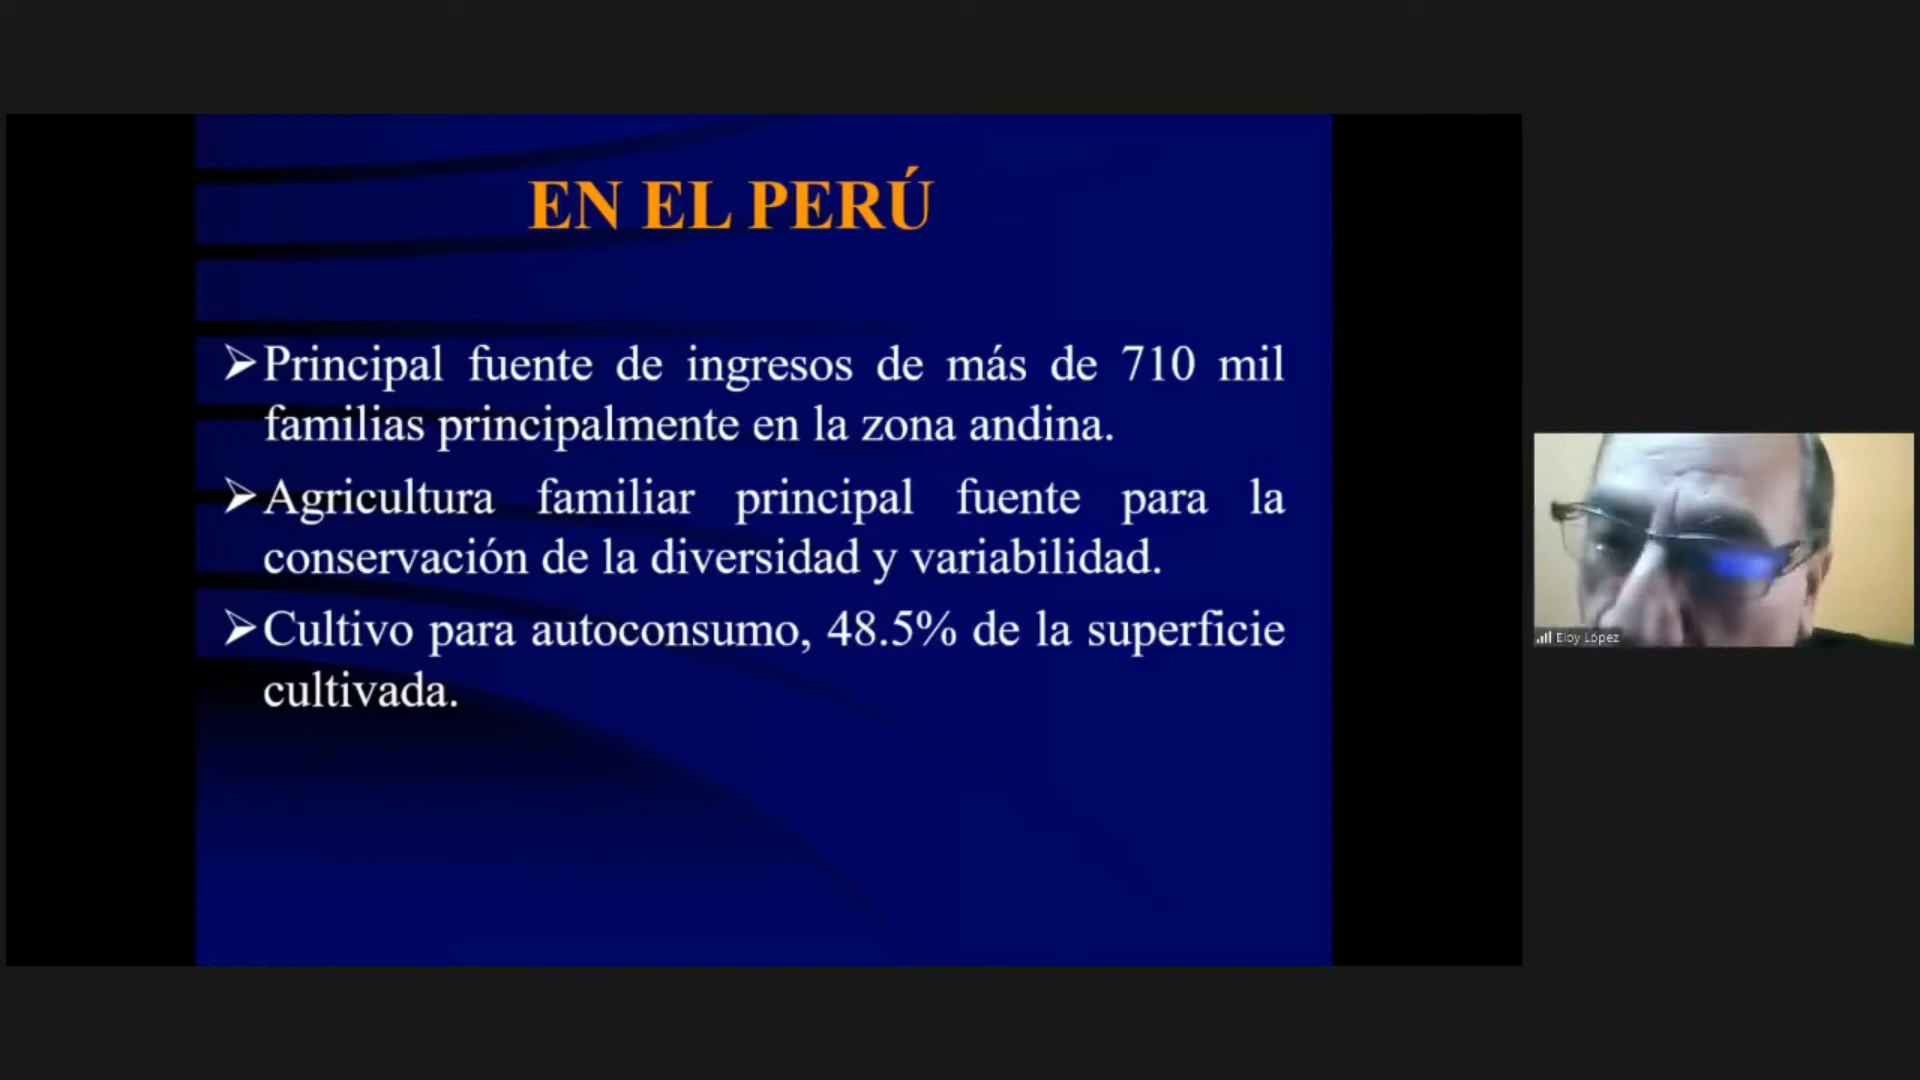 EN EL PERÚ
➢Principal fuente de ingresos de más de 710 mil
familias principalmente en la zona andina.
➢Agricultura familiar principal fuente para la
conservación de la diversidad y variabilidad.
➢Cultivo para autoconsumo, 48.5% de la superficie
cultivada.
Eloy López